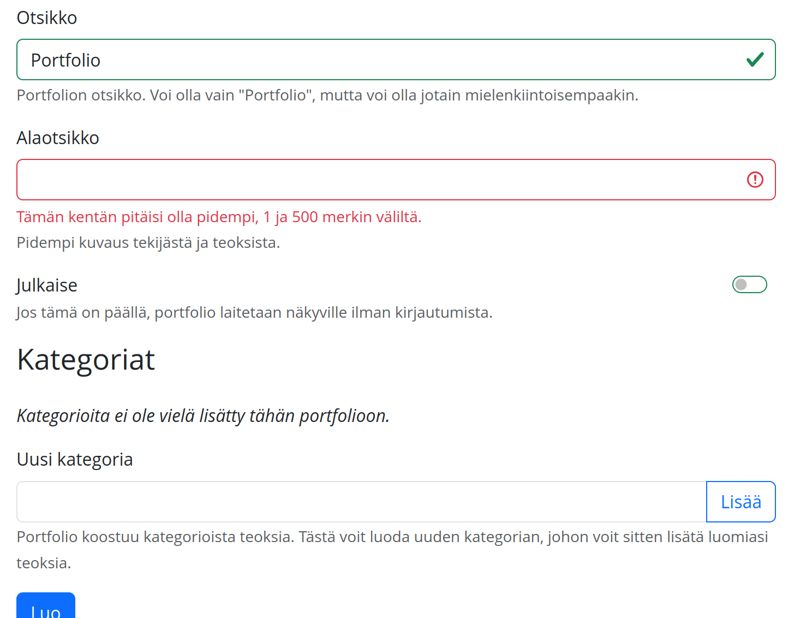 Otsikko
Portfolio
Portfolion otsikko. Voi olla vain "Portfolio", mutta voi olla jotain mielenkiintoisempaakin.
Alaotsikko
Tämän kentän pitäisi olla pidempi, 1 ja 500 merkin väliltä.
Pidempi kuvaus tekijästä ja teoksista.
Julkaise
Jos tämä on päällä, portfolio laitetaan näkyville ilman kirjautumista.
Kategoriat
Kategorioita ei ole vielä lisätty tähän portfolioon.
Uusi kategoria
Lisää
Portfolio koostuu kategorioista teoksia. Tästä voit luoda uuden kategorian, johon voit sitten lisätä luomiasi
teoksia.
Luo